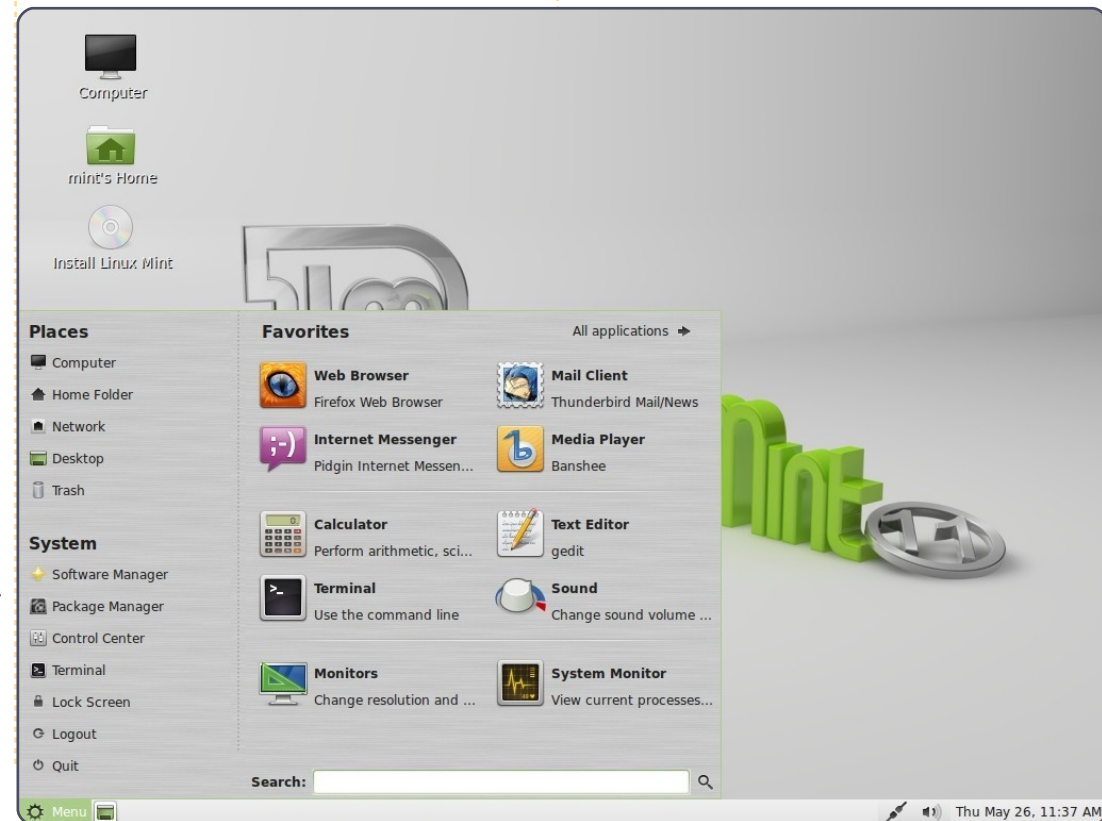 Computer
mint's Home
Install Linux Mint
Places
Computer
Home Folder
Network
Desktop
Trash
System
Software Manager
Package Manager
Control Center
Terminal
Lock Screen
Logout
Quit
Favorites
All applications
Web Browser
Firefox Web Browser
Mail Client
Thunderbird Mail/News
Internet Messenger
Pidgin Internet Messen...
Media Player
Banshee
Calculator
Perform arithmetic, sci...
Text Editor
gedit
Terminal
Use the command line
Sound
Change sound volume ...
Monitors
Change resolution and ...
System Monitor
View current processes...
Search:
Mint 11
Menu
Thu May 26, 11:37 AM